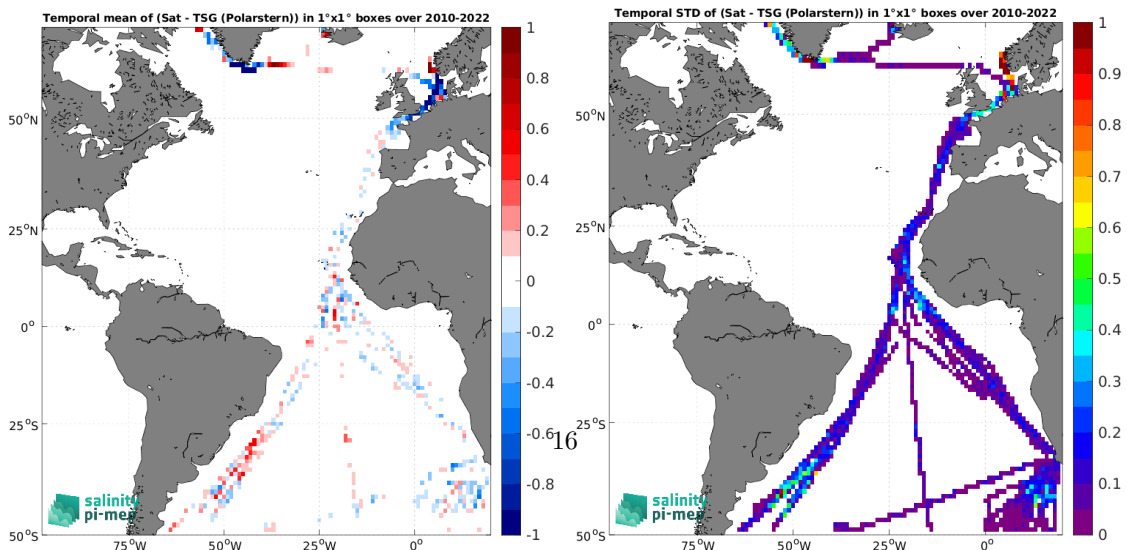 Temporal mean of (Sat - TSG (Polarstern)) in 1°x1° boxes over 2010-2022
1
0.8
0.6
0.4
0.2
0
-0.2
-0.4
-0.6
-0.8
-1
50°N
25°N
0°
25°S
50°S
75°W
50°W
25°W
0°
salinity
pi-mep
16
Temporal STD of (Sat - TSG (Polarstern)) in 1°x1° boxes over 2010-2022
1
0.9
0.8
0.7
0.6
0.5
0.4
0.3
0.2
0.1
0
50°N
25°N
0°
25°S
50°S
75°W
50°W
25°W
0°
salinity
pi-mep